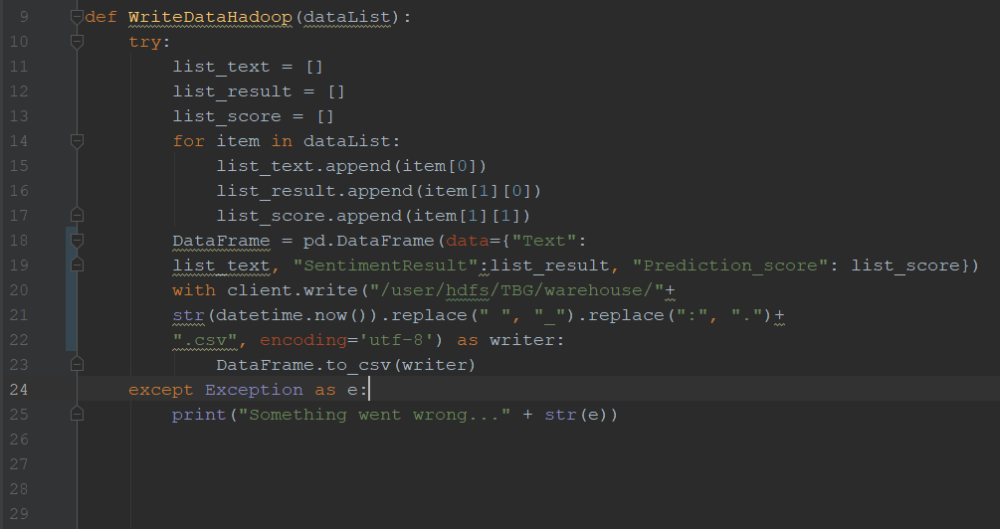 9 def WriteDataHadoop(dataList):
10     try:
11         list_text = []
12         list_result = []
13         list_score = []
14         for item in dataList:
15             list_text.append(item[0])
16             list_result.append(item[1][0])
17             list_score.append(item[1][1])
18         DataFrame = pd.DataFrame(data={"Text":
19         list_text, "SentimentResult":list_result, "Prediction_score": list_score})
20         with client.write("/user/hdfs/TBG/warehouse/"+
21         str(datetime.now()).replace(" ", "_").replace(":", ".")+
22         ".csv", encoding='utf-8') as writer:
23             DataFrame.to_csv(writer)
24     except Exception as e:
25         print("Something went wrong..." + str(e))
26
27
28
29